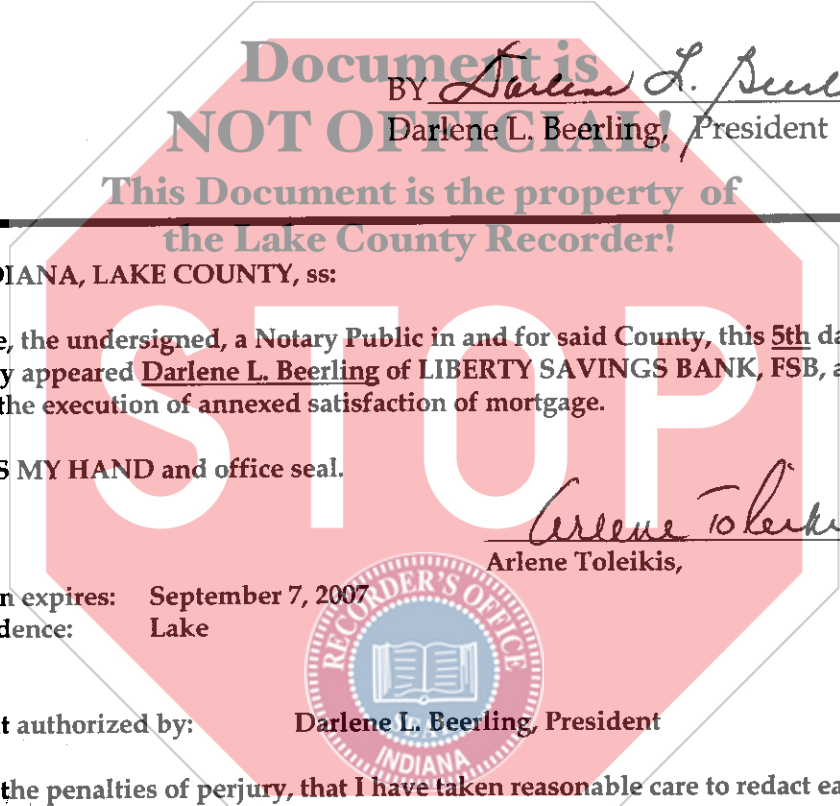 Document is
BY Darlene L. Beerl
NOT OFFICIAL!
Darlene L. Beerling, President
This Document is the property of
the Lake County Recorder!
DIANA, LAKE COUNTY, ss:
e, the undersigned, a Notary Public in and for said County, this 5th da
y appeared Darlene L. Beerling of LIBERTY SAVINGS BANK, FSB, a
the execution of annexed satisfaction of mortgage.
STOP
S MY HAND and office seal.
Arlene Toleik
Arlene Toleikis,
n expires: September 7, 2007
dence: Lake
RECORDER'S OFFICE
INDIANA
t authorized by: Darlene L. Beerling, President
the penalties of perjury, that I have taken reasonable care to redact ea